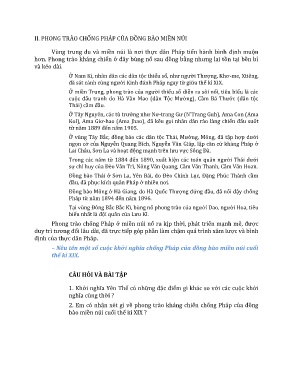 II. PHONG TRÀO CHỐNG PHÁP CỦA ĐỒNG BÀO MIỀN NÚI
Vùng trung du và miền núi là nơi thực dân Pháp tiến hành bình định muộn
hơn. Phong trào kháng chiến ở đây bùng nổ sau đồng bằng nhưng lại tồn tại bền bỉ
và kéo dài.
Ở Nam Kì, nhân dân các dân tộc thiểu số, như người Thượng, Khơ-me, Xtiêng,
đã sát cánh cùng người Kinh đánh Pháp ngay từ giữa thế kỉ XIX.
Ở miền Trung, phong trào của người thiểu số diễn ra sôi nổi, tiêu biểu là các
cuộc đấu tranh do Hà Văn Mao (dân Tộc Mường), Cầm Bá Thước (dân tộc
Thái) cầm đầu.
Ở Tây Nguyên, các tù trưởng như Nơ-trang Gư (N'Trang Guh), Ama Con (Ama
Kol), Ama Gio-hao (Ama Jhao), đã kêu gọi nhân dân rào làng chiến đấu suốt
từ năm 1889 đến năm 1905.
Ở vùng Tây Bắc, đồng bào các dân tộc Thái, Mường, Mông, đã tập hợp dưới
ngọn cờ của Nguyễn Quang Bích, Nguyễn Văn Giáp, lập căn cứ kháng Pháp ở
Lai Châu, Sơn La và hoạt động mạnh trên lưu vực Sông Đà.
Trong các năm từ 1884 đến 1890, xuất hiện các toán quân người Thái dưới
sự chỉ huy của Đèo Văn Trì, Nông Văn Quang, Cầm Văn Thanh, Cầm Văn Hoan.
Đồng bào Thái ở Sơn La, Yên Bái, do Đèo Chính Lục, Đặng Phúc Thành cầm
đầu, đã phục kích quân Pháp ở nhiều nơi.
Đồng bào Mông ở Hà Giang, do Hà Quốc Thượng đứng đầu, đã nổi dậy chống
Pháp từ năm 1894 đến năm 1896.
Tại vùng Đông Bắc Bắc Kì, bùng nổ phong trào của người Dao, người Hoa, tiêu
biểu nhất là đội quân của Lưu Kì.
Phong trào chống Pháp ở miền núi nổ ra kịp thời, phát triển mạnh mẽ, được
duy trì tương đối lâu dài, đã trực tiếp góp phần làm chậm quá trình xâm lược và bình
định của thực dân Pháp.
- Nêu tên một số cuộc khởi nghĩa chống Pháp của đồng bào miền núi cuối
thế kỉ XIX.
CÂU HỎI VÀ BÀI TẬP
1. Khởi nghĩa Yên Thế có những đặc điểm gì khác so với các cuộc khởi
nghĩa cùng thời ?
2. Em có nhận xét gì về phong trào kháng chiến chống Pháp của đồng
bào miền núi cuối thế kỉ XIX ?